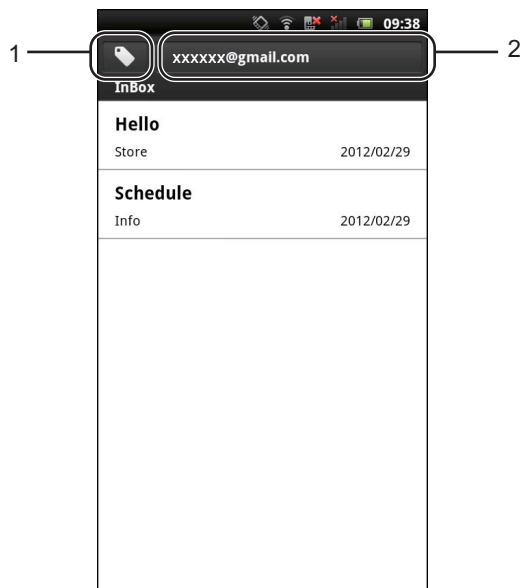 09:38
1
xxxxxx@gmail.com
2
InBox
Hello
Store 2012/02/29
Schedule
Info 2012/02/29